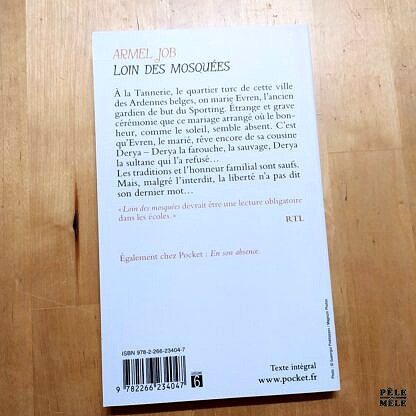 ARMEL JOB
LOIN DES MOSQUÉES
À la Tannerie, le quartier turc de cette ville
des Ardennes belges, on marie Evren, l'ancien
gardien de but du Sporting. Étrange et grave
cérémonie que ce mariage arrangé où le bon-
heur, comme le soleil, semble absent. C'est
qu'Evren, le marié, rêve encore de sa cousine
Derya – Derya la farouche, la sauvage, Derya
la sultane qui l'a refusé…
Les traditions et l'honneur familial sont saufs.
Mais, malgré l'interdit, la liberté n'a pas dit
son dernier mot…
« Loin des mosquées devrait être une lecture obligatoire
dans les écoles. »
RTL
Également chez Pocket : En son absence.
ISBN 978-2-266-23404-7
9 782266 234047
6
Texte intégral
www.pocket.fr
PÊLE
MÊLE